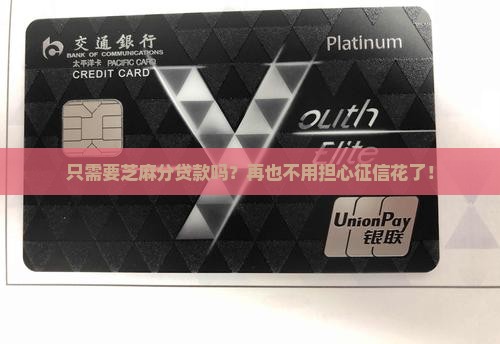 交通銀行
BANK OF COMMUNICATIONS
太平洋卡 PACIFIC CARD
CREDIT CARD
Platinum
Youth
Elite
只需要芝麻分贷款吗？再也不用担心征信花了！
UnionPay
银联